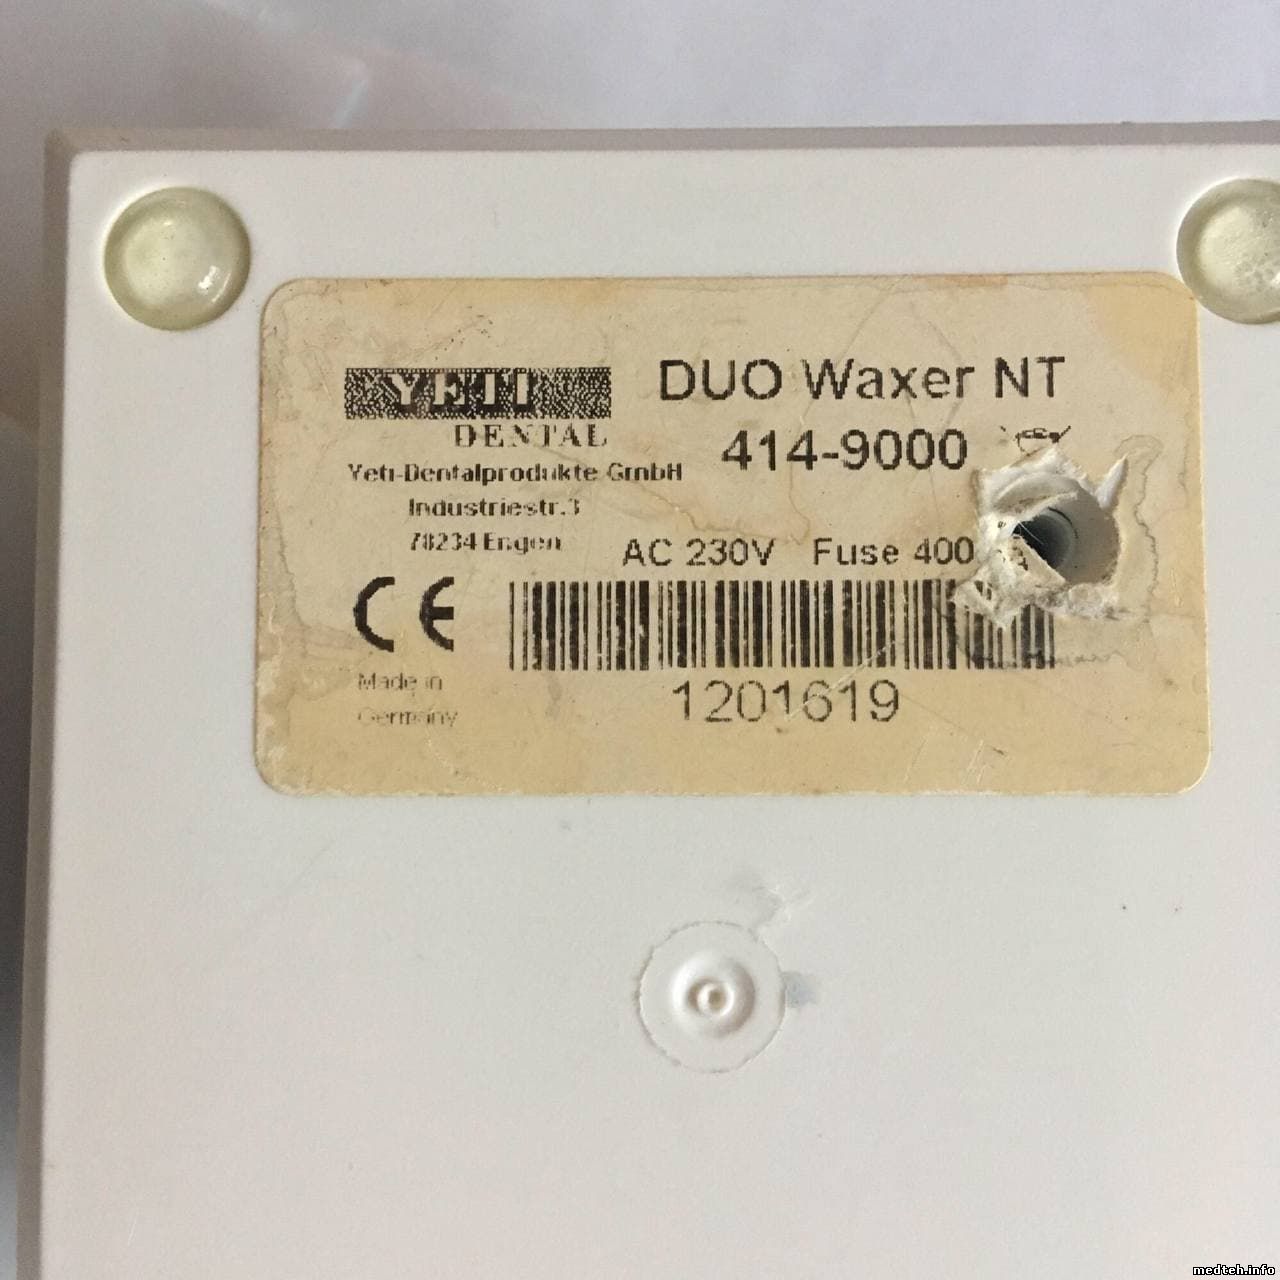 YETI
DENTAL
Yeti-Dentalprodukte GmbH
Industriestr.3
78234 Engen
DUO Waxer NT
414-9000
AC 230V Fuse 400
CE
Made in
Germany
1201619
medteh.info